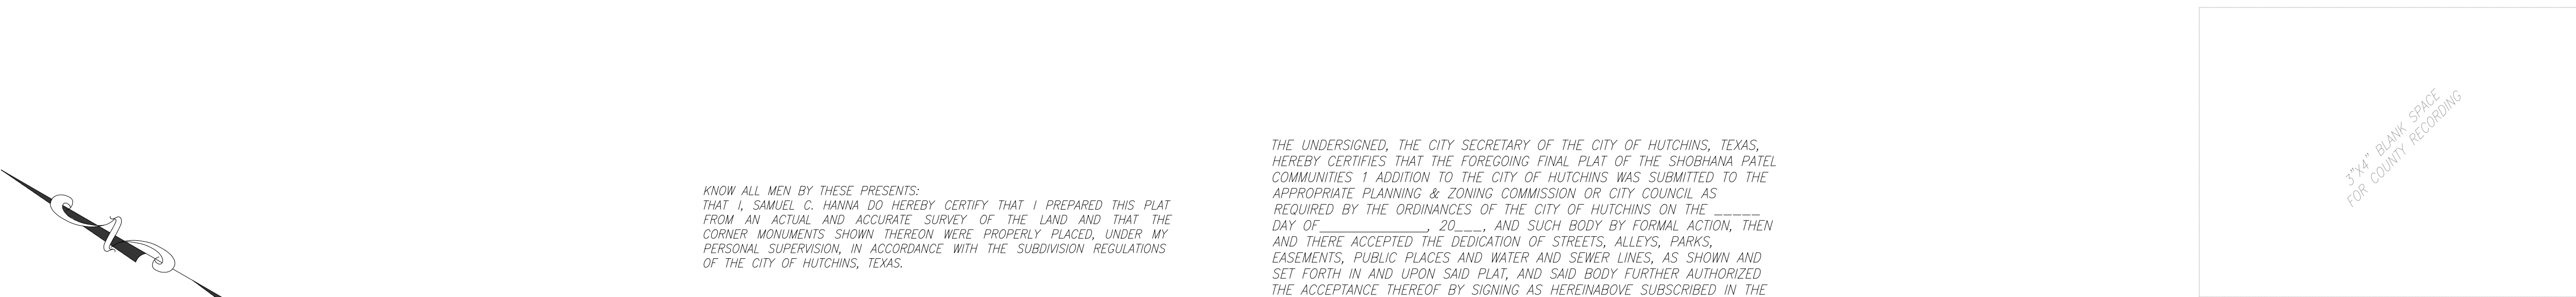 KNOW ALL MEN BY THESE PRESENTS:
THAT I, SAMUEL C. HANNA DO HEREBY CERTIFY THAT I PREPARED THIS PLAT
FROM AN ACTUAL AND ACCURATE SURVEY OF THE LAND AND THAT THE
CORNER MONUMENTS SHOWN THEREON WERE PROPERLY PLACED, UNDER MY
PERSONAL SUPERVISION, IN ACCORDANCE WITH THE SUBDIVISION REGULATIONS
OF THE CITY OF HUTCHINS, TEXAS.
THE UNDERSIGNED, THE CITY SECRETARY OF THE CITY OF HUTCHINS, TEXAS,
HEREBY CERTIFIES THAT THE FOREGOING FINAL PLAT OF THE SHOBHANA PATEL
COMMUNITIES 1 ADDITION TO THE CITY OF HUTCHINS WAS SUBMITTED TO THE
APPROPRIATE PLANNING & ZONING COMMISSION OR CITY COUNCIL AS
REQUIRED BY THE ORDINANCES OF THE CITY OF HUTCHINS ON THE _____
DAY OF____________, 20___, AND SUCH BODY BY FORMAL ACTION, THEN
AND THERE ACCEPTED THE DEDICATION OF STREETS, ALLEYS, PARKS,
EASEMENTS, PUBLIC PLACES AND WATER AND SEWER LINES, AS SHOWN AND
SET FORTH IN AND UPON SAID PLAT, AND SAID BODY FURTHER AUTHORIZED
THE ACCEPTANCE THEREOF BY SIGNING AS HEREINABOVE SUBSCRIBED IN THE
3"X4" BLANK SPACE
FOR COUNTY RECORDING